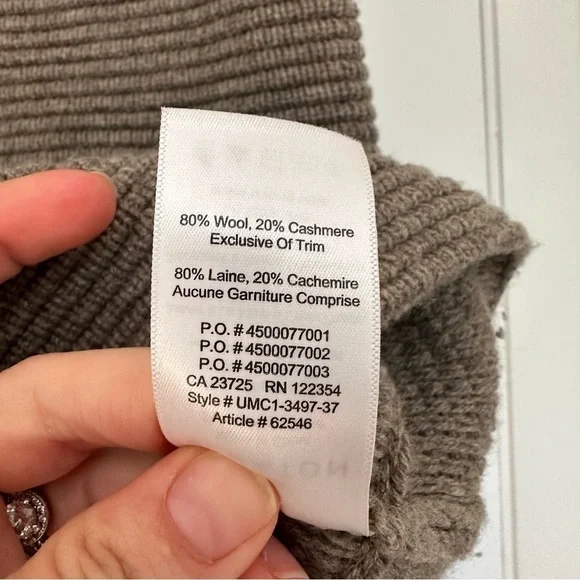 80% Wool, 20% Cashmere
Exclusive Of Trim
80% Laine, 20% Cachemire
Aucune Garniture Comprise
P.O. # 4500077001
P.O. # 4500077002
P.O. # 4500077003
CA 23725 RN 122354
Style # UMC1-3497-37
Article # 62546